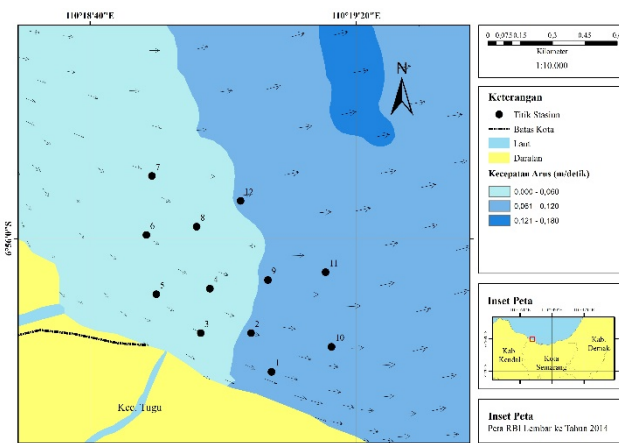 110°18'40"
110°19'20"E
6°56'0"S
N
7
12
8
6
11
9
5
4
3
2
10
1
Kec. Tugu
0 0,075 0.15 0,3 0,45
Kilometer
1:10.000
Keterangan
Titik Stasiun
Batas Kota
Laut
Daratan
Kecepatan Arus (m/detik)
0,000 - 0,060
0,061 - 0,120
0,121 - 0,180
Inset Peta
Kab. Kendal
Kota Semarang
Kab. Demak
Inset Peta
Peta RBI Lembar ke Tahun 2014